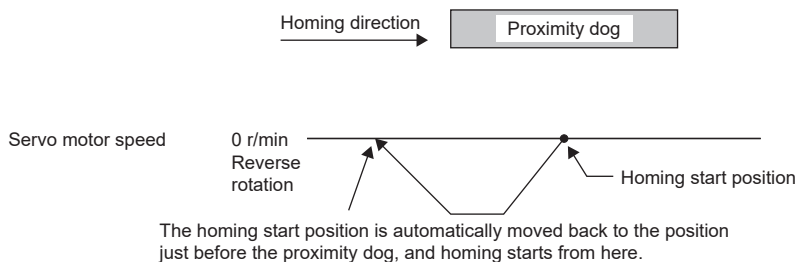 Homing direction
Proximity dog
Servo motor speed
0 r/min
Reverse
rotation
Homing start position
The homing start position is automatically moved back to the position
just before the proximity dog, and homing starts from here.